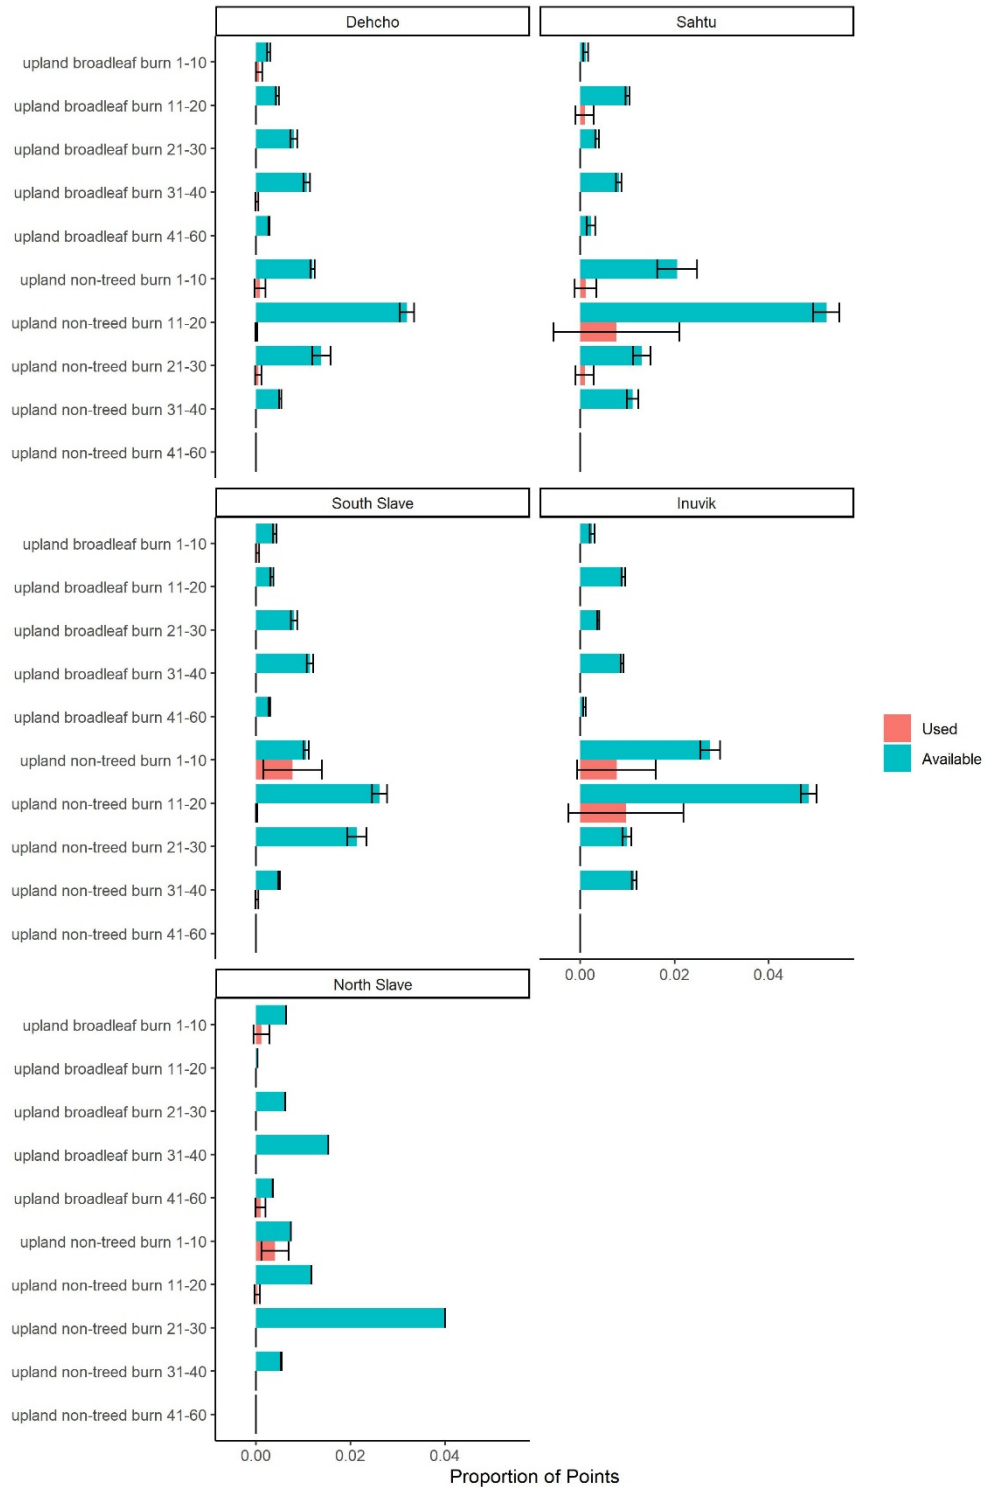 Dehcho
Sahtu
upland broadleaf burn 1-10
upland broadleaf burn 11-20
upland broadleaf burn 21-30
upland broadleaf burn 31-40
upland broadleaf burn 41-60
upland non-treed burn 1-10
upland non-treed burn 11-20
upland non-treed burn 21-30
upland non-treed burn 31-40
upland non-treed burn 41-60
South Slave
Inuvik
upland broadleaf burn 1-10
upland broadleaf burn 11-20
upland broadleaf burn 21-30
upland broadleaf burn 31-40
upland broadleaf burn 41-60
upland non-treed burn 1-10
upland non-treed burn 11-20
upland non-treed burn 21-30
upland non-treed burn 31-40
upland non-treed burn 41-60
Used
Available
0.00 0.02 0.04
North Slave
upland broadleaf burn 1-10
upland broadleaf burn 11-20
upland broadleaf burn 21-30
upland broadleaf burn 31-40
upland broadleaf burn 41-60
upland non-treed burn 1-10
upland non-treed burn 11-20
upland non-treed burn 21-30
upland non-treed burn 31-40
upland non-treed burn 41-60
0.00 0.02 0.04
Proportion of Points